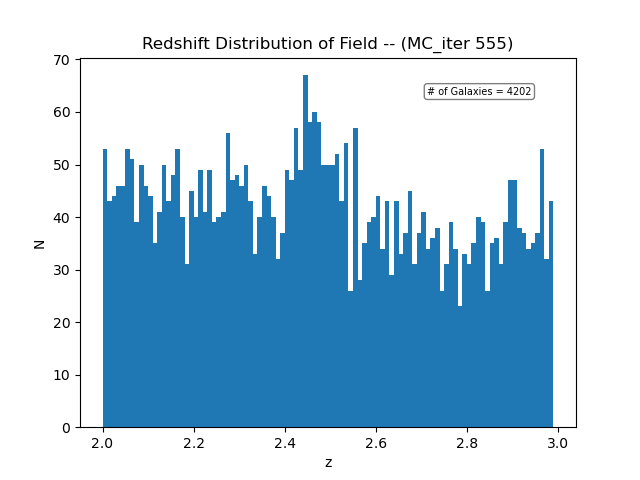 Redshift Distribution of Field -- (MC_iter 555)
# of Galaxies = 4202
N
70
60
50
40
30
20
10
0
2.0 2.2 2.4 2.6 2.8 3.0
z